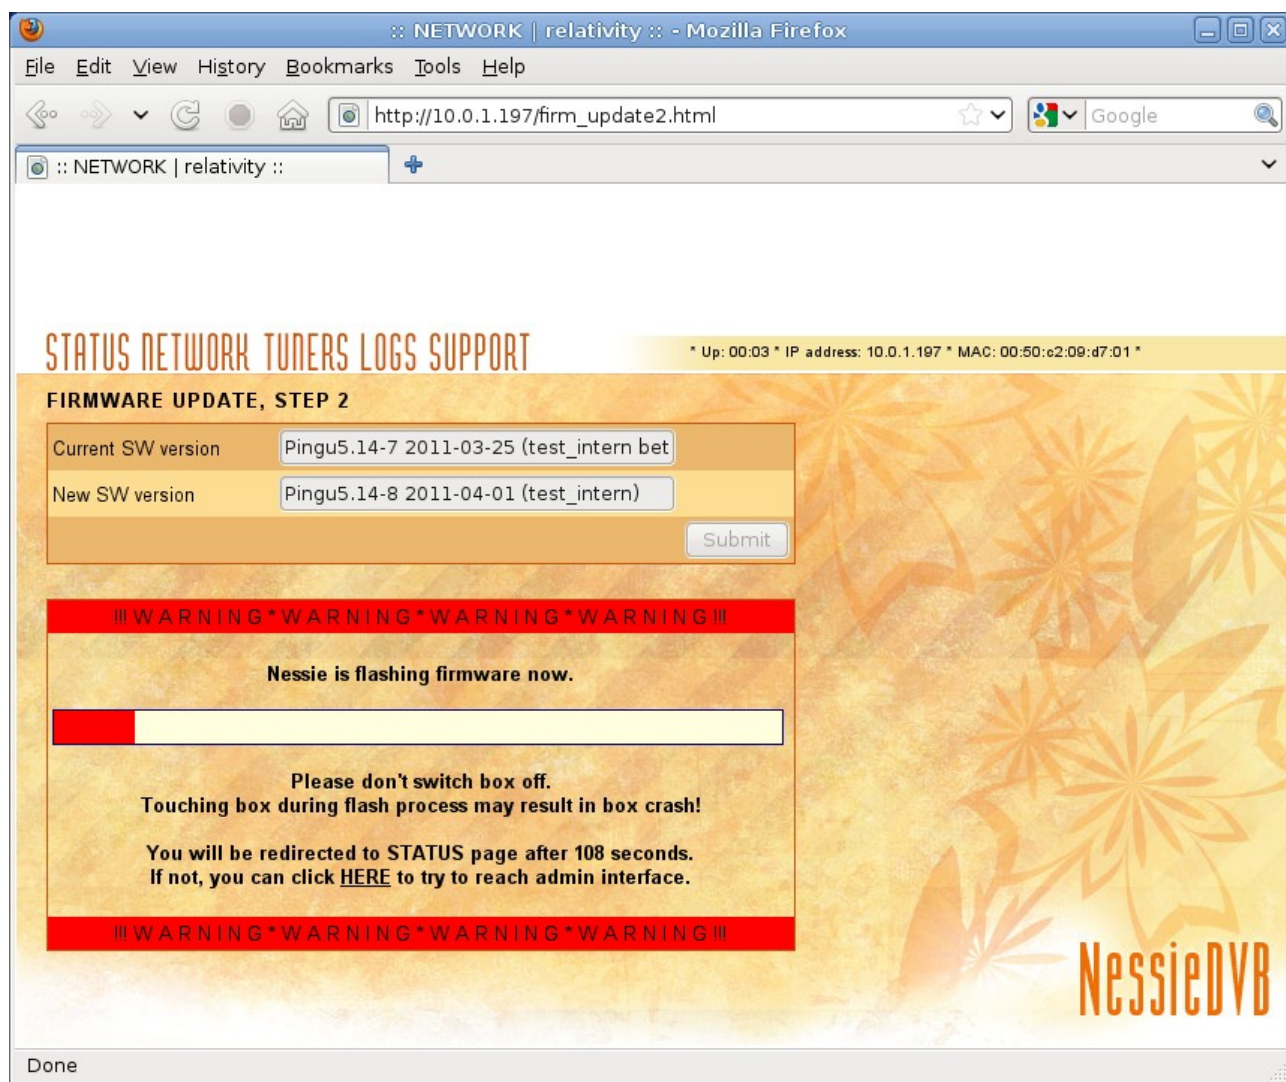 :: NETWORK | relativity :: - Mozilla Firefox
File Edit View History Bookmarks Tools Help
http://10.0.1.197/firm_update2.html
Google
:: NETWORK | relativity ::
STATUS NETWORK TUNERS LOGS SUPPORT
* Up: 00:03 * IP address: 10.0.1.197 * MAC: 00:50:c2:09:d7:01 *
FIRMWARE UPDATE, STEP 2
Current SW version Pingu5.14-7 2011-03-25 (test_intern bet
New SW version Pingu5.14-8 2011-04-01 (test_intern)
Submit
!!! W A R N I N G * W A R N I N G * W A R N I N G * W A R N I N G !!!
Nessie is flashing firmware now.
Please don't switch box off.
Touching box during flash process may result in box crash!
You will be redirected to STATUS page after 108 seconds.
If not, you can click HERE to try to reach admin interface.
!!! W A R N I N G * W A R N I N G * W A R N I N G * W A R N I N G !!!
NessieDVB
Done